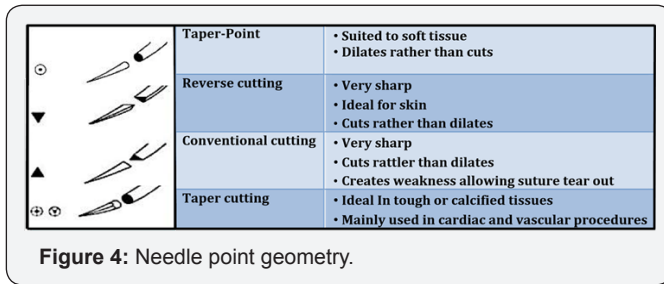 Taper-Point
• Suited to soft tissue
• Dilates rather than cuts
Reverse cutting
• Very sharp
• Ideal for skin
• Cuts rather than dilates
Conventional cutting
• Very sharp
• Cuts rattler than dilates
• Creates weakness allowing suture tear out
Taper cutting
• Ideal In tough or calcified tissues
• Mainly used in cardiac and vascular procedures
Figure 4: Needle point geometry.